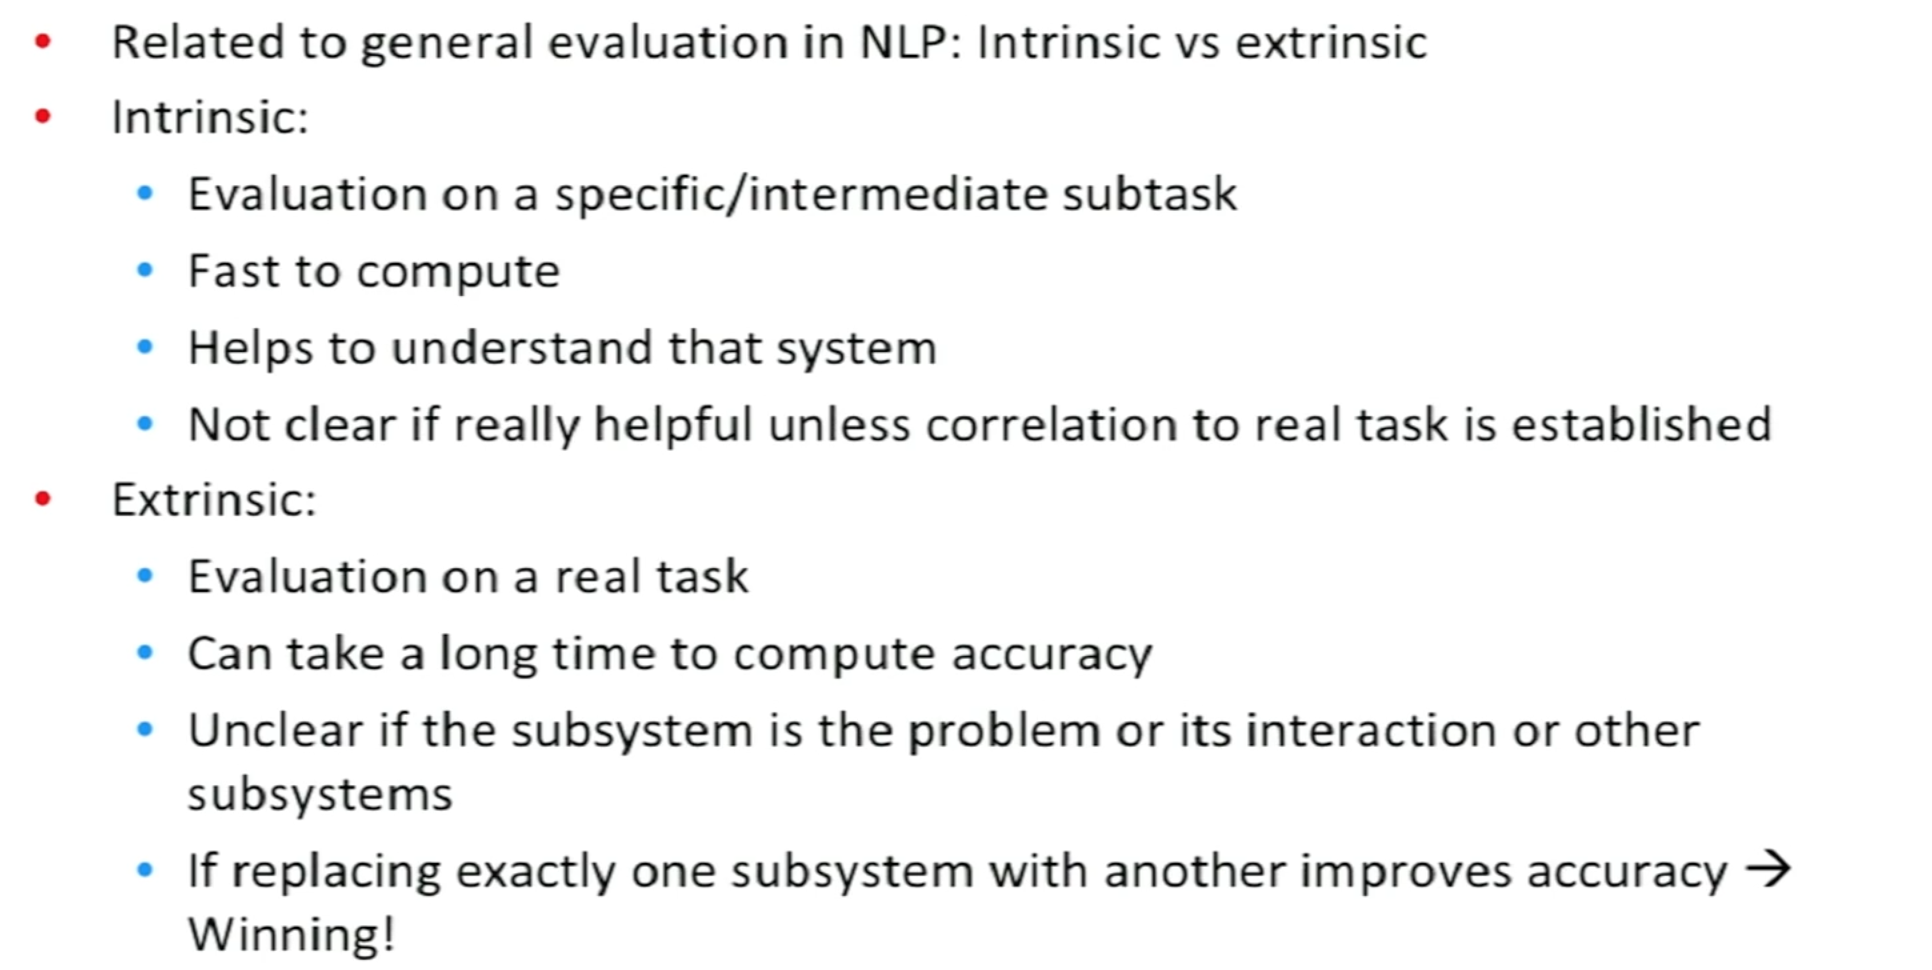 • Related to general evaluation in NLP: Intrinsic vs extrinsic
• Intrinsic:
• Evaluation on a specific/intermediate subtask
• Fast to compute
• Helps to understand that system
• Not clear if really helpful unless correlation to real task is established
• Extrinsic:
• Evaluation on a real task
• Can take a long time to compute accuracy
• Unclear if the subsystem is the problem or its interaction or other
subsystems
• If replacing exactly one subsystem with another improves accuracy →
Winning!